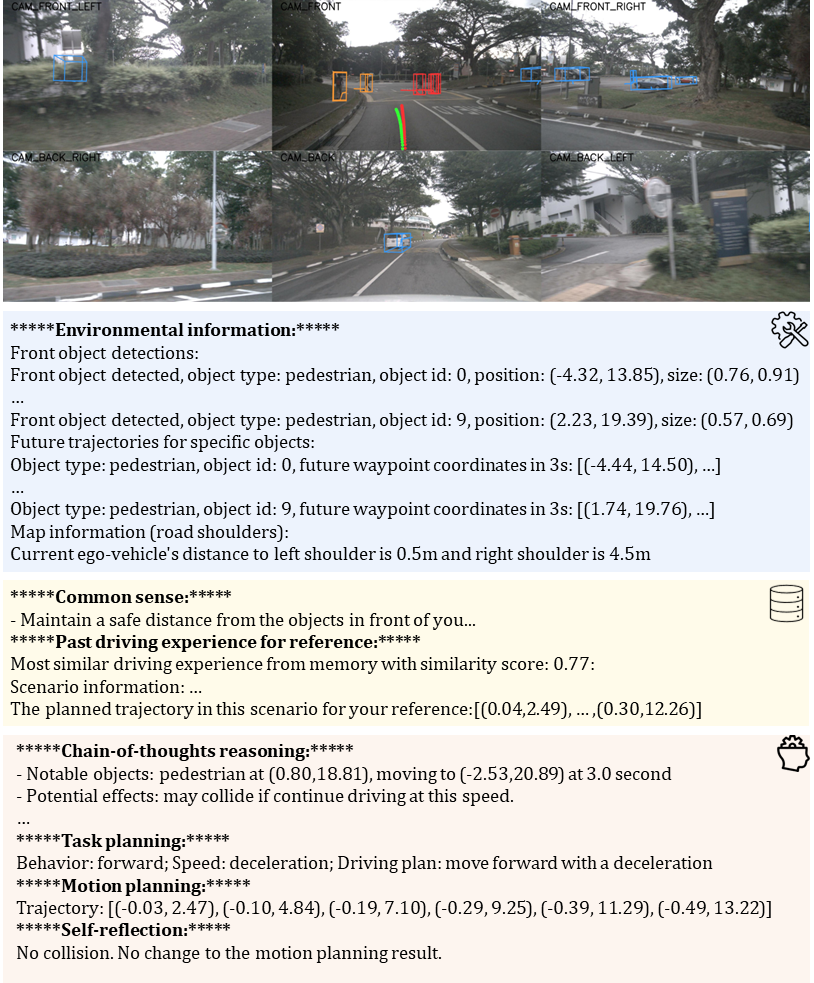 CAM_FRONT_LEFT
CAM_FRONT
CAM_FRONT_RIGHT
CAM_BACK_RIGHT
CAM_BACK
CAM_BACK_LEFT
*****Environmental information:*****
Front object detections:
Front object detected, object type: pedestrian, object id: 0, position: (-4.32, 13.85), size: (0.76, 0.91)
...
Front object detected, object type: pedestrian, object id: 9, position: (2.23, 19.39), size: (0.57, 0.69)
Future trajectories for specific objects:
Object type: pedestrian, object id: 0, future waypoint coordinates in 3s: [(-4.44, 14.50), ...]
...
Object type: pedestrian, object id: 9, future waypoint coordinates in 3s: [(1.74, 19.76), ...]
Map information (road shoulders):
Current ego-vehicle's distance to left shoulder is 0.5m and right shoulder is 4.5m
*****Common sense:*****
- Maintain a safe distance from the objects in front of you...
*****Past driving experience for reference:*****
Most similar driving experience from memory with similarity score: 0.77:
Scenario information: ...
The planned trajectory in this scenario for your reference:[(0.04,2.49), ... ,(0.30,12.26)]
*****Chain-of-thoughts reasoning:*****
- Notable objects: pedestrian at (0.80,18.81), moving to (-2.53,20.89) at 3.0 second
- Potential effects: may collide if continue driving at this speed.
...
*****Task planning:*****
Behavior: forward; Speed: deceleration; Driving plan: move forward with a deceleration
*****Motion planning:*****
Trajectory: [(-0.03, 2.47), (-0.10, 4.84), (-0.19, 7.10), (-0.29, 9.25), (-0.39, 11.29), (-0.49, 13.22)]
*****Self-reflection:*****
No collision. No change to the motion planning result.